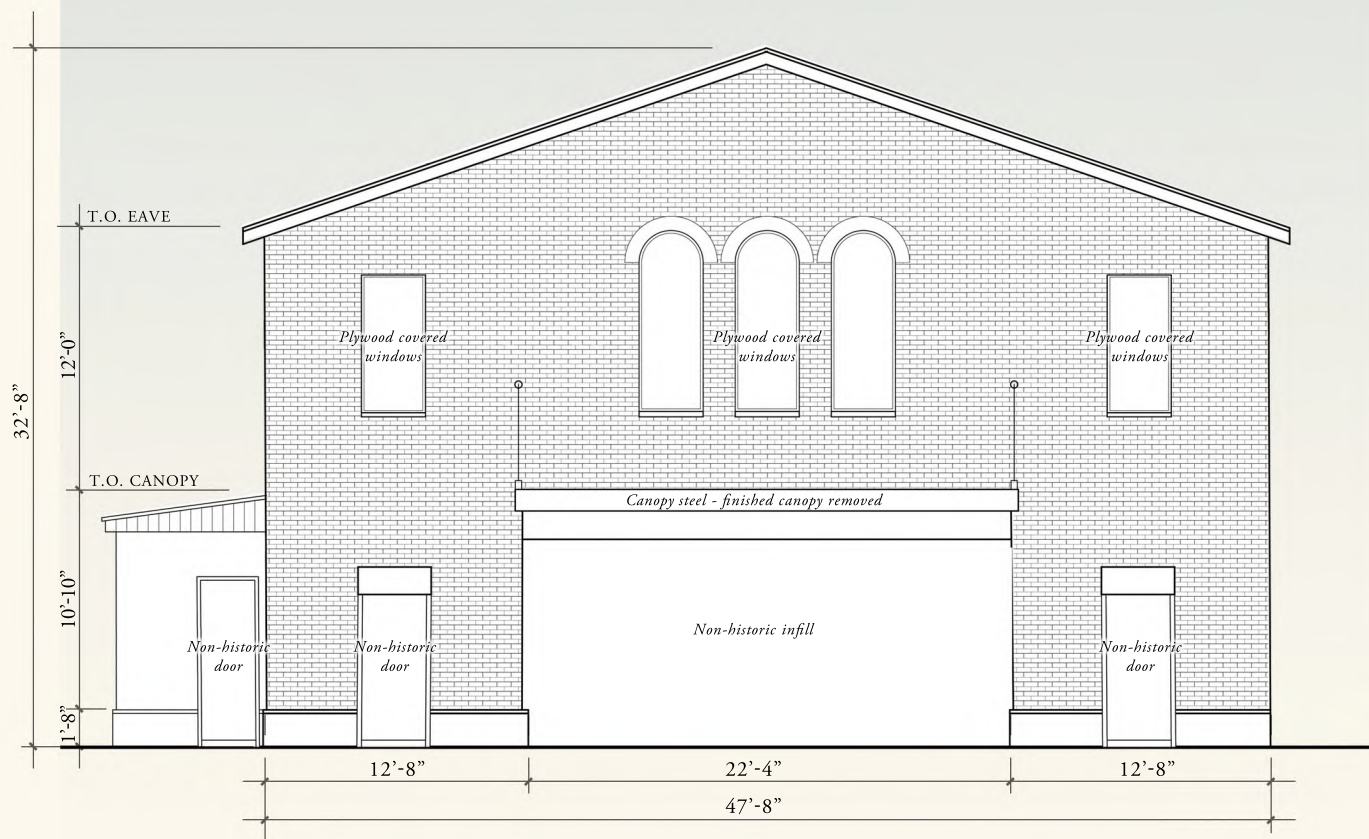 T.O. EAVE
12’-0”
32’-8”
Plywood covered
windows
Plywood covered
windows
Plywood covered
windows
T.O. CANOPY
Canopy steel - finished canopy removed
10’-10”
Non-historic infill
Non-historic
door
Non-historic
door
Non-historic
door
1’-8”
12’-8”
22’-4”
12’-8”
47’-8”